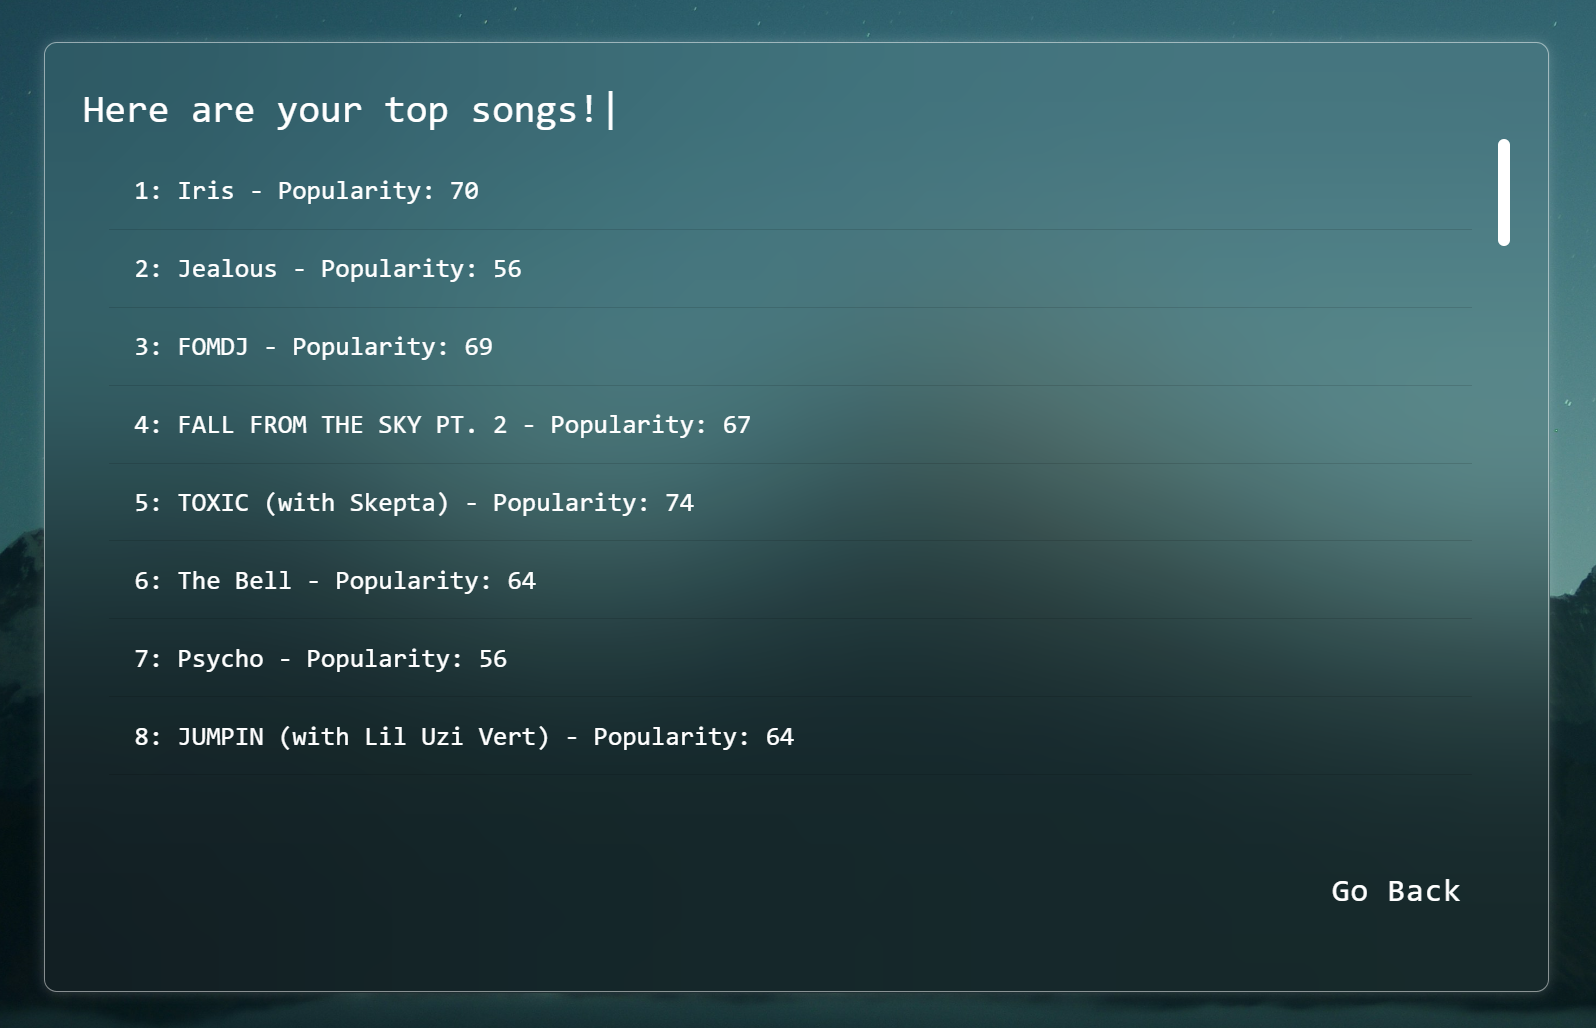 Here are your top songs!|
1: Iris - Popularity: 70
2: Jealous - Popularity: 56
3: FOMDJ - Popularity: 69
4: FALL FROM THE SKY PT. 2 - Popularity: 67
5: TOXIC (with Skepta) - Popularity: 74
6: The Bell - Popularity: 64
7: Psycho - Popularity: 56
8: JUMPIN (with Lil Uzi Vert) - Popularity: 64
Go Back